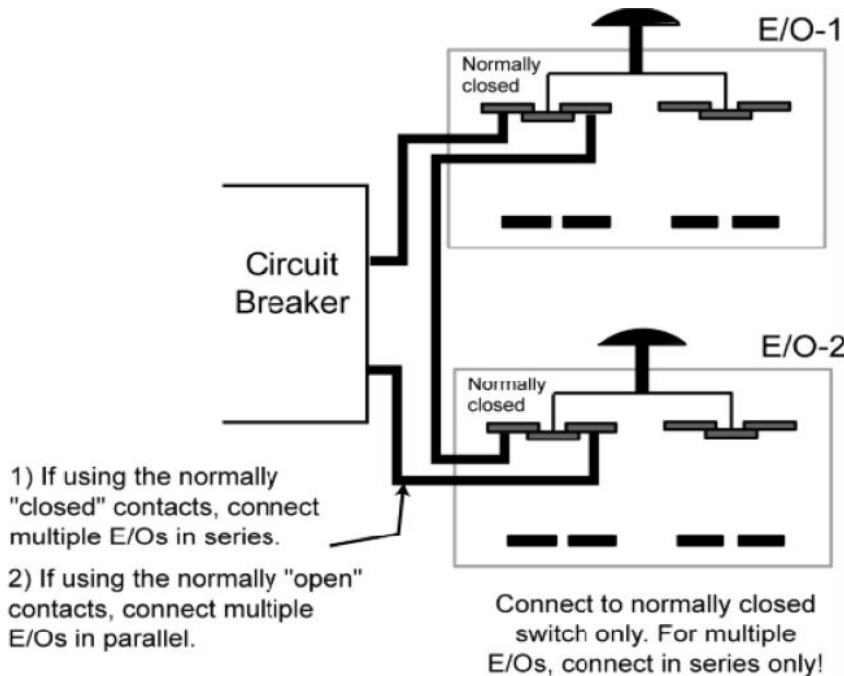 E/O-1
Normally
closed
Circuit
Breaker
E/O-2
Normally
closed
1) If using the normally
"closed" contacts, connect
multiple E/Os in series.
2) If using the normally "open"
contacts, connect multiple
E/Os in parallel.
Connect to normally closed
switch only. For multiple
E/Os, connect in series only!